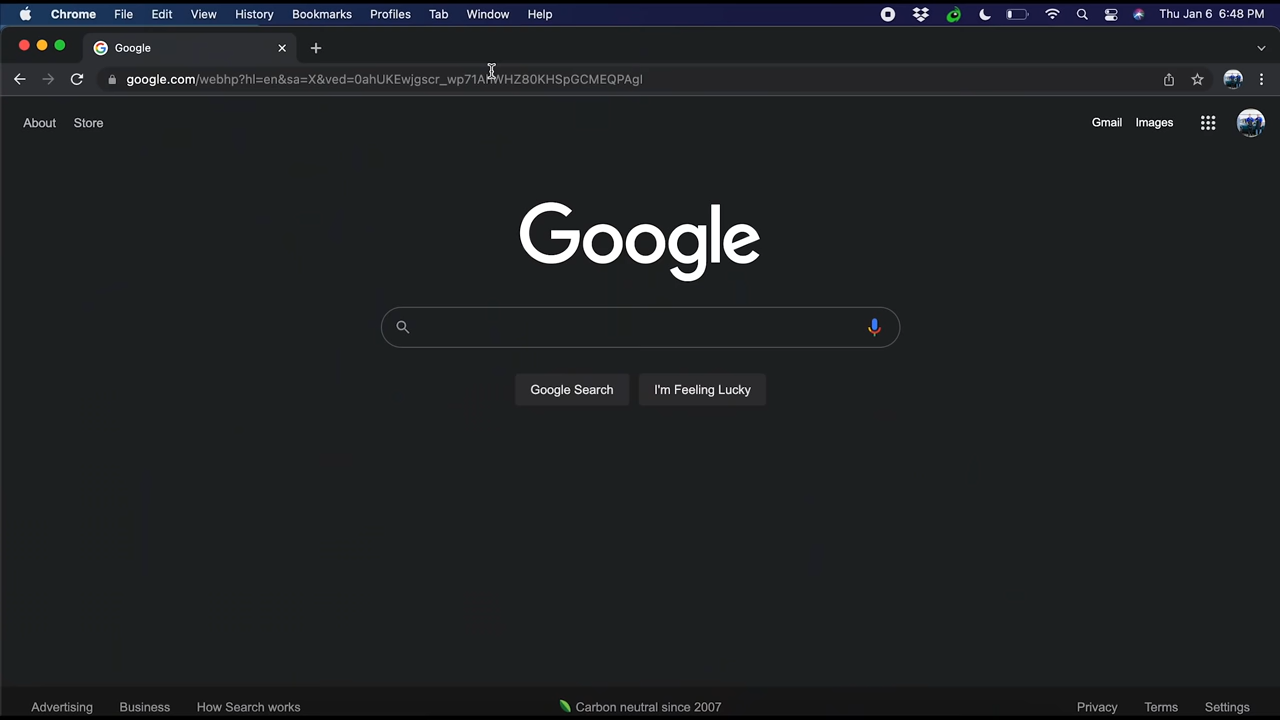 Chrome File Edit View History Bookmarks Profiles Tab Window Help Thu Jan 6 6:48 PM
Google
google.com/webhp?hl=en&sa=X&ved=0ahUKEwjgscr_wp71AhWHZ80KHSpGCMEQPAgI
About Store Gmail Images
Google
Google Search I'm Feeling Lucky
Advertising Business How Search works Carbon neutral since 2007 Privacy Terms Settings